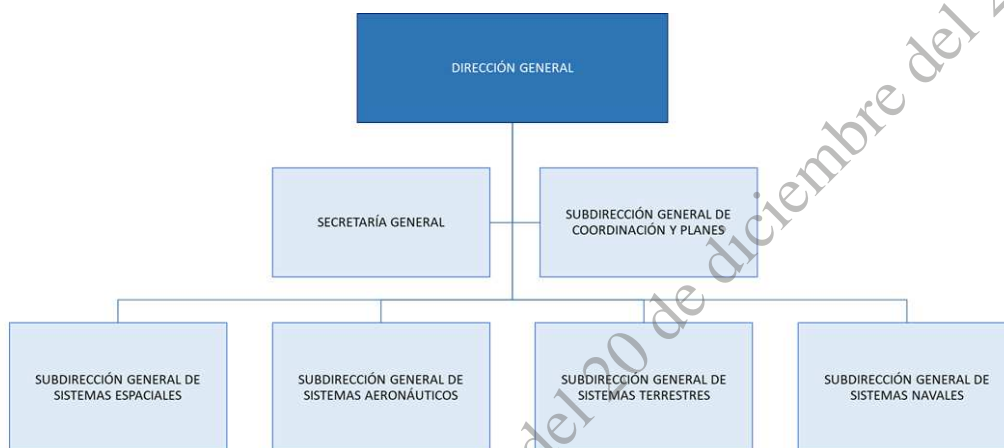 DIRECCIÓN GENERAL
SECRETARÍA GENERAL
SUBDIRECCIÓN GENERAL DE
COORDINACIÓN Y PLANES
SUBDIRECCIÓN GENERAL DE
SISTEMAS ESPACIALES
SUBDIRECCIÓN GENERAL DE
SISTEMAS AERONÁUTICOS
SUBDIRECCIÓN GENERAL DE
SISTEMAS TERRESTRES
SUBDIRECCIÓN GENERAL DE
SISTEMAS NAVALES
del 20 de diciembre del